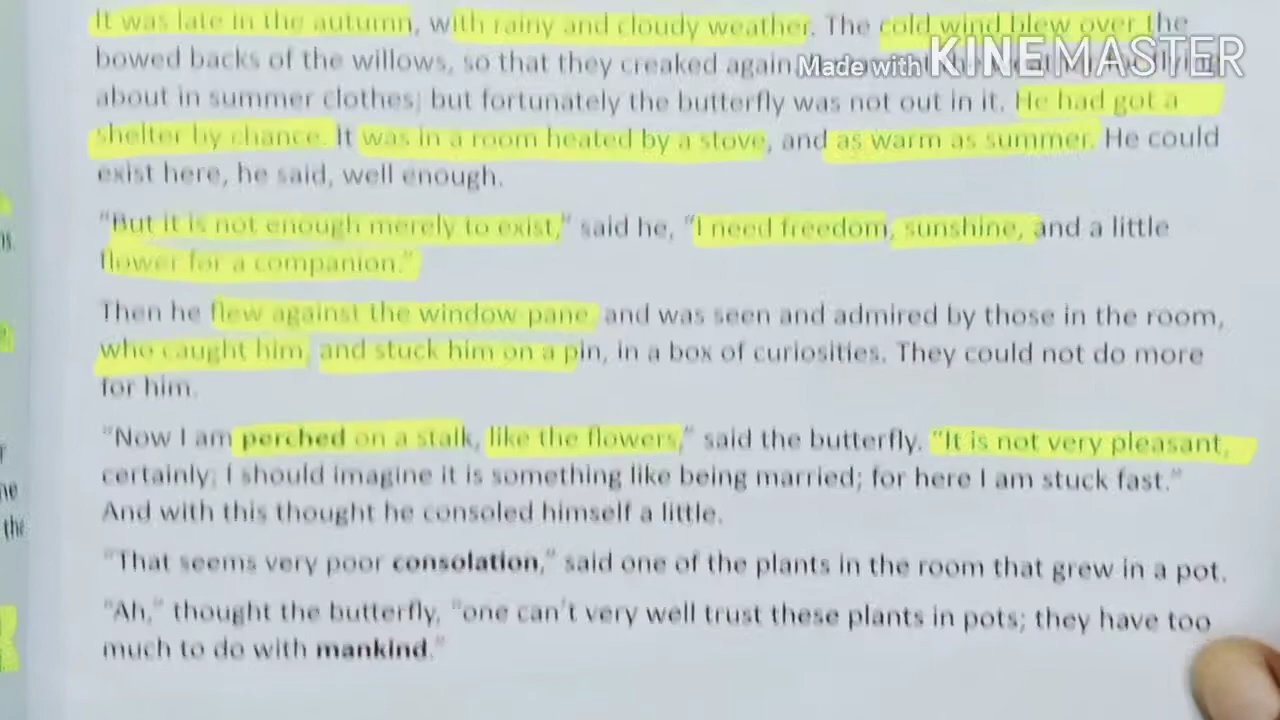 It was late in the autumn, with rainy and cloudy weather. The cold wind blew over the
bowed backs of the willows, so that they creaked again.
Made with KINEMASTER
about in summer clothes; but fortunately the butterfly was not out in it. He had got a
shelter by chance. It was in a room heated by a stove, and as warm as summer. He could
exist here, he said, well enough.
"But it is not enough merely to exist," said he, "I need freedom, sunshine, and a little
flower for a companion."
Then he flew against the window pane, and was seen and admired by those in the room,
who caught him, and stuck him on a pin, in a box of curiosities. They could not do more
for him.
"Now I am perched on a stalk, like the flowers," said the butterfly. "It is not very pleasant,
certainly; I should imagine it is something like being married; for here I am stuck fast."
And with this thought he consoled himself a little.
"That seems very poor consolation," said one of the plants in the room that grew in a pot.
"Ah," thought the butterfly, "one can't very well trust these plants in pots; they have too
much to do with mankind."
the